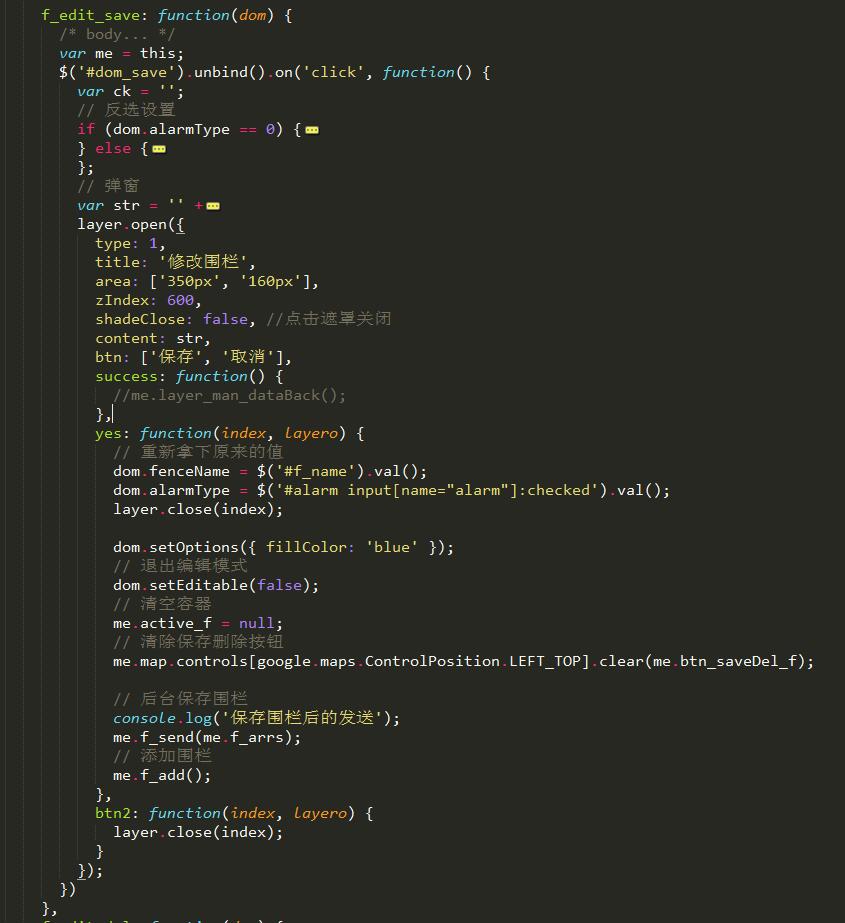 f_edit_save: function(dom) {
/* body... */
var me = this;
$('#dom_save').unbind().on('click', function() {
var ck = '';
// 反选设置
if (dom.alarmType == 0) {
} else {
};
// 弹窗
var str = '' +
layer.open({
type: 1,
title: '修改围栏',
area: ['350px', '160px'],
zIndex: 600,
shadeClose: false, //点击遮罩关闭
content: str,
btn: ['保存', '取消'],
success: function() {
//me.layer_man_dataBack();
},
yes: function(index, layero) {
// 重新拿下原来的值
dom.fenceName = $('#f_name').val();
dom.alarmType = $('#alarm input[name="alarm"]:checked').val();
layer.close(index);
dom.setOptions({ fillColor: 'blue' });
// 退出编辑模式
dom.setEditable(false);
// 清空容器
me.active_f = null;
// 清除保存删除按钮
me.map.controls[google.maps.ControlPosition.LEFT_TOP].clear(me.btn_saveDel_f);
// 后台保存围栏
console.log('保存围栏后的发送');
me.f_send(me.f_arrs);
// 添加围栏
me.f_add();
},
btn2: function(index, layero) {
layer.close(index);
}
});
})
},